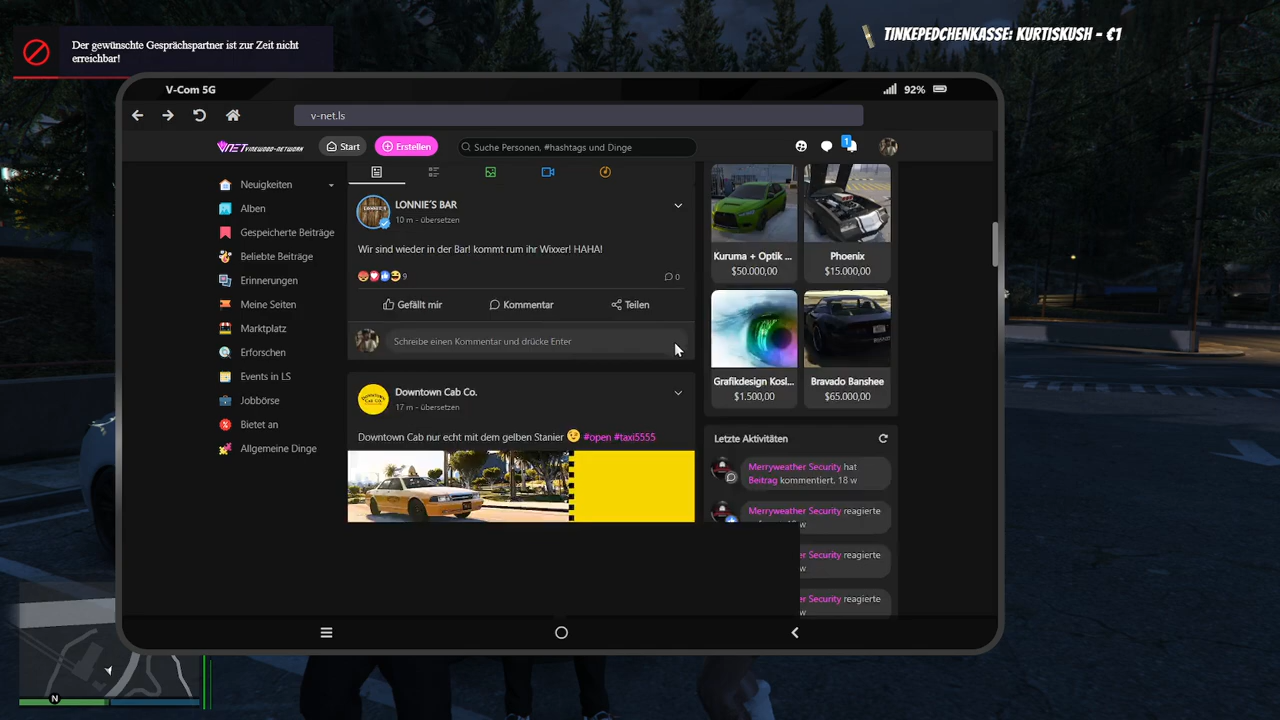 Der gewünschte Gesprächspartner ist zur Zeit nicht
erreichbar!
TINKEPEDCHENKASSE: KURTISKUSH - €1
V-Com 5G
92%
v-net.ls
VNET VINEWOOD-NETWORK
Start
Erstellen
Suche Personen, #hashtags und Dinge
1
Neuigkeiten
Alben
Gespeicherte Beiträge
Beliebte Beiträge
Erinnerungen
Meine Seiten
Marktplatz
Erforschen
Events in LS
Jobbörse
Bietet an
Allgemeine Dinge
LONNIE´S BAR
10 m - übersetzen
Wir sind wieder in der Bar! kommt rum ihr Wixxer! HAHA!
9
0
Gefällt mir
Kommentar
Teilen
Schreibe einen Kommentar und drücke Enter
Downtown Cab Co.
17 m - übersetzen
Downtown Cab nur echt mit dem gelben Stanier 😉 #open #taxi5555
Kuruma + Optik ...
$50.000,00
Phoenix
$15.000,00
Grafikdesign Kosl...
$1.500,00
Bravado Banshee
$65.000,00
Letzte Aktivitäten
Merryweather Security hat
Beitrag kommentiert, 18 w
Merryweather Security reagierte
w
er Security reagierte
w
er Security reagierte
w
N